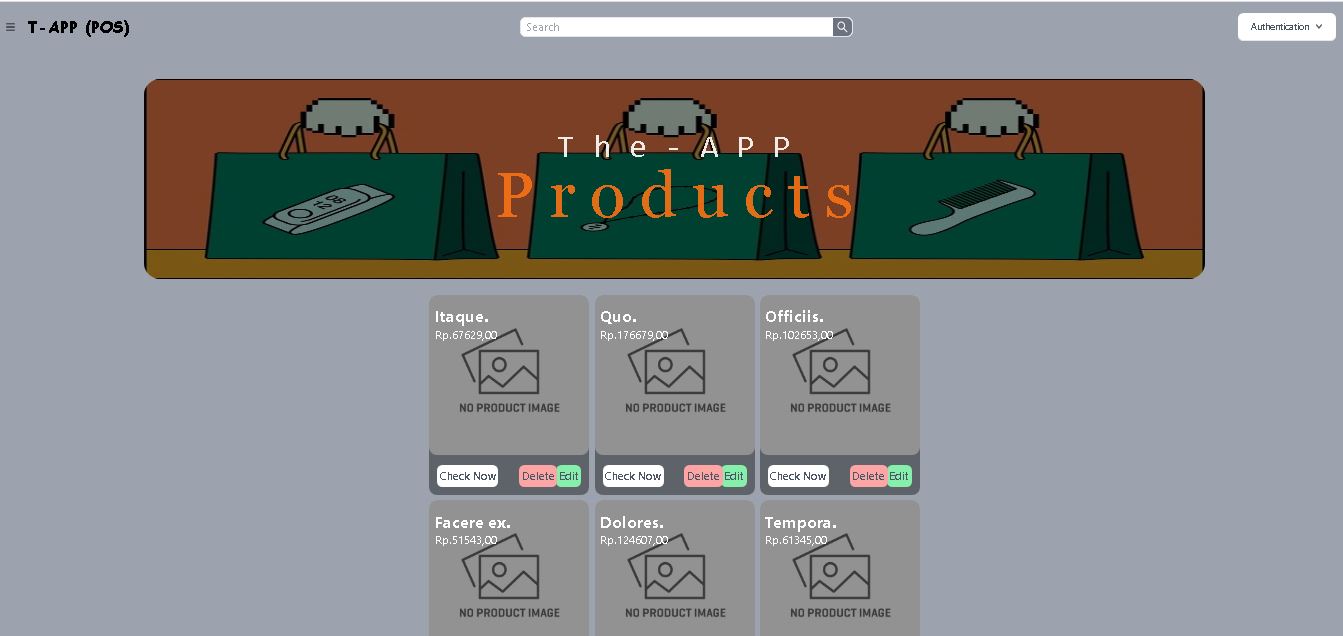 T-APP (POS)
Search
Authentication
The-APP
Products
Itaque.
Rp.67629,00
NO PRODUCT IMAGE
Check Now
Delete
Edit
Quo.
Rp.176679,00
NO PRODUCT IMAGE
Check Now
Delete
Edit
Officiis.
Rp.102653,00
NO PRODUCT IMAGE
Check Now
Delete
Edit
Facere ex.
Rp.51543,00
NO PRODUCT IMAGE
Dolores.
Rp.124607,00
NO PRODUCT IMAGE
Tempora.
Rp.61345,00
NO PRODUCT IMAGE